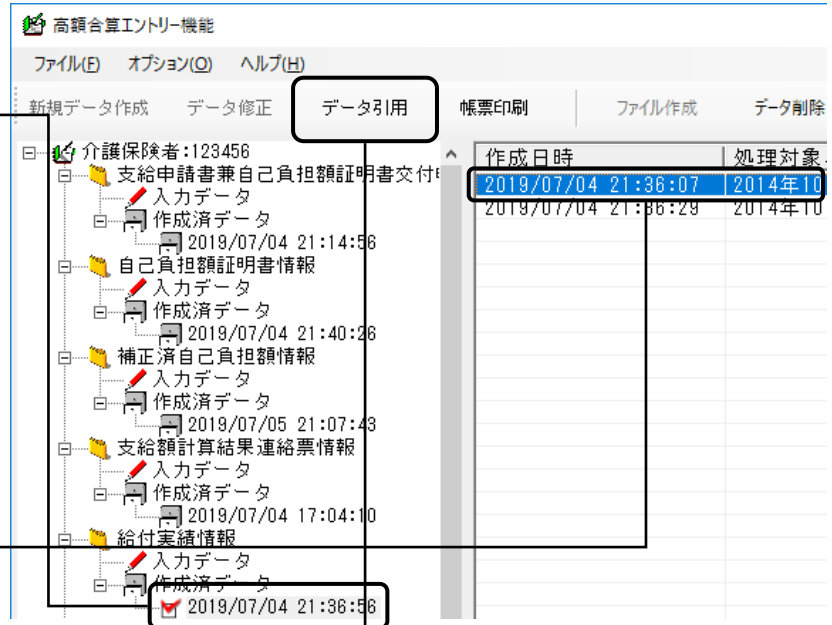 高額合算エントリー機能
ファイル(F) オプション(O) ヘルプ(H)
新規データ作成 データ修正 データ引用 帳票印刷 ファイル作成 データ削除
介護保険者:123456
支給申請書兼自己負担額証明書交付
入力データ
作成済データ
2019/07/04 21:14:56
自己負担額証明書情報
入力データ
作成済データ
2019/07/04 21:40:26
補正済自己負担額情報
入力データ
作成済データ
2019/07/05 21:07:43
支給額計算結果連絡票情報
入力データ
作成済データ
2019/07/04 17:04:10
給付実績情報
入力データ
作成済データ
2019/07/04 21:36:56
作成日時 処理対象
2019/07/04 21:36:07 2014年10
2019/07/04 21:36:29 2014年10